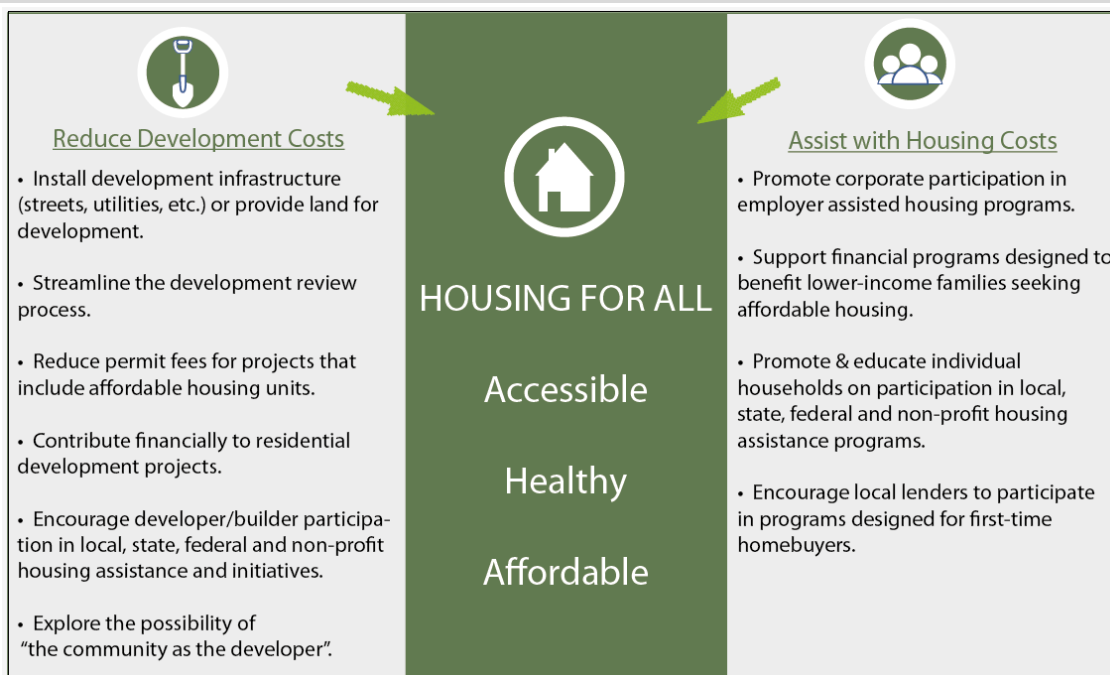 Reduce Development Costs
• Install development infrastructure
(streets, utilities, etc.) or provide land for
development.
• Streamline the development review
process.
• Reduce permit fees for projects that
include affordable housing units.
• Contribute financially to residential
development projects.
• Encourage developer/builder participa-
tion in local, state, federal and non-profit
housing assistance and initiatives.
• Explore the possibility of
“the community as the developer”.
HOUSING FOR ALL
Accessible
Healthy
Affordable
Assist with Housing Costs
• Promote corporate participation in
employer assisted housing programs.
• Support financial programs designed to
benefit lower-income families seeking
affordable housing.
• Promote & educate individual
households on participation in local,
state, federal and non-profit housing
assistance programs.
• Encourage local lenders to participate
in programs designed for first-time
homebuyers.